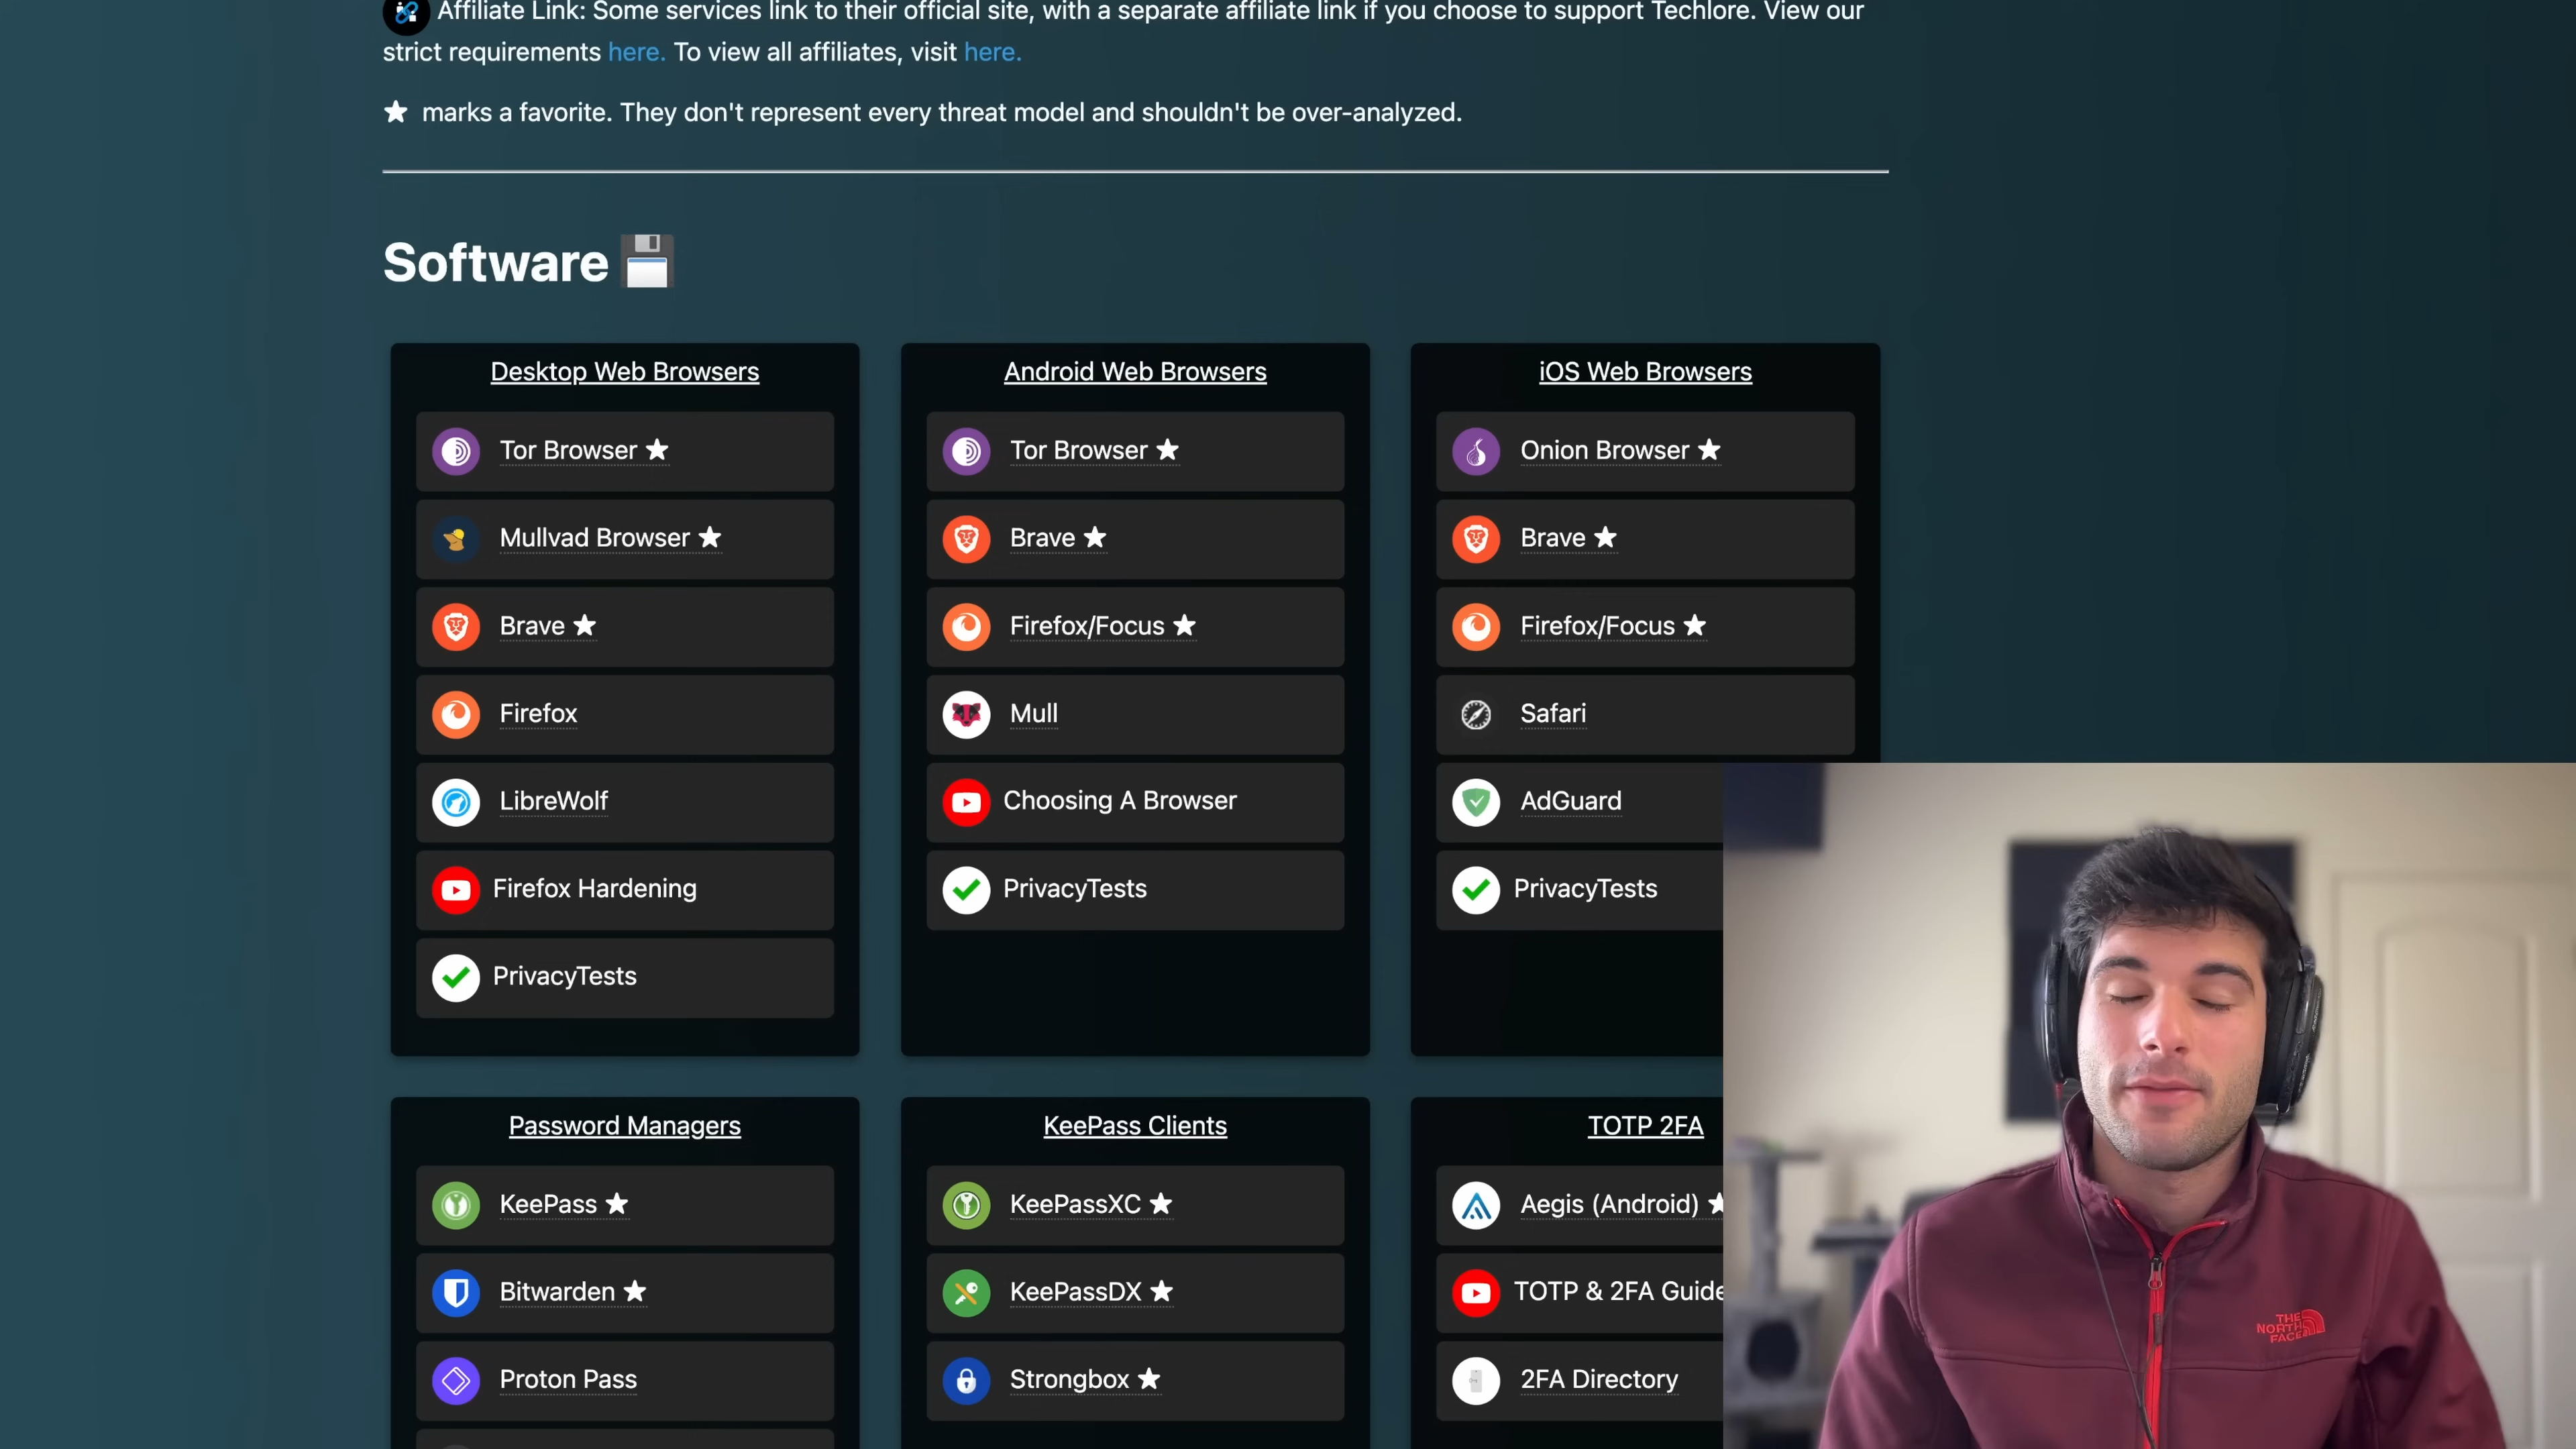 Affiliate Link: Some services link to their official site, with a separate affiliate link if you choose to support Techlore. View our
strict requirements here. To view all affiliates, visit here.
★ marks a favorite. They don't represent every threat model and shouldn't be over-analyzed.
Software 💾
Desktop Web Browsers
Tor Browser ★
Mullvad Browser ★
Brave ★
Firefox
LibreWolf
Firefox Hardening
PrivacyTests
Android Web Browsers
Tor Browser ★
Brave ★
Firefox/Focus ★
Mull
Choosing A Browser
PrivacyTests
iOS Web Browsers
Onion Browser ★
Brave ★
Firefox/Focus ★
Safari
AdGuard
PrivacyTests
Password Managers
KeePass ★
Bitwarden ★
Proton Pass
KeePass Clients
KeePassXC ★
KeePassDX ★
Strongbox ★
TOTP 2FA
Aegis (Android) ★
TOTP & 2FA Guide
2FA Directory
THE
NORTH
FACE